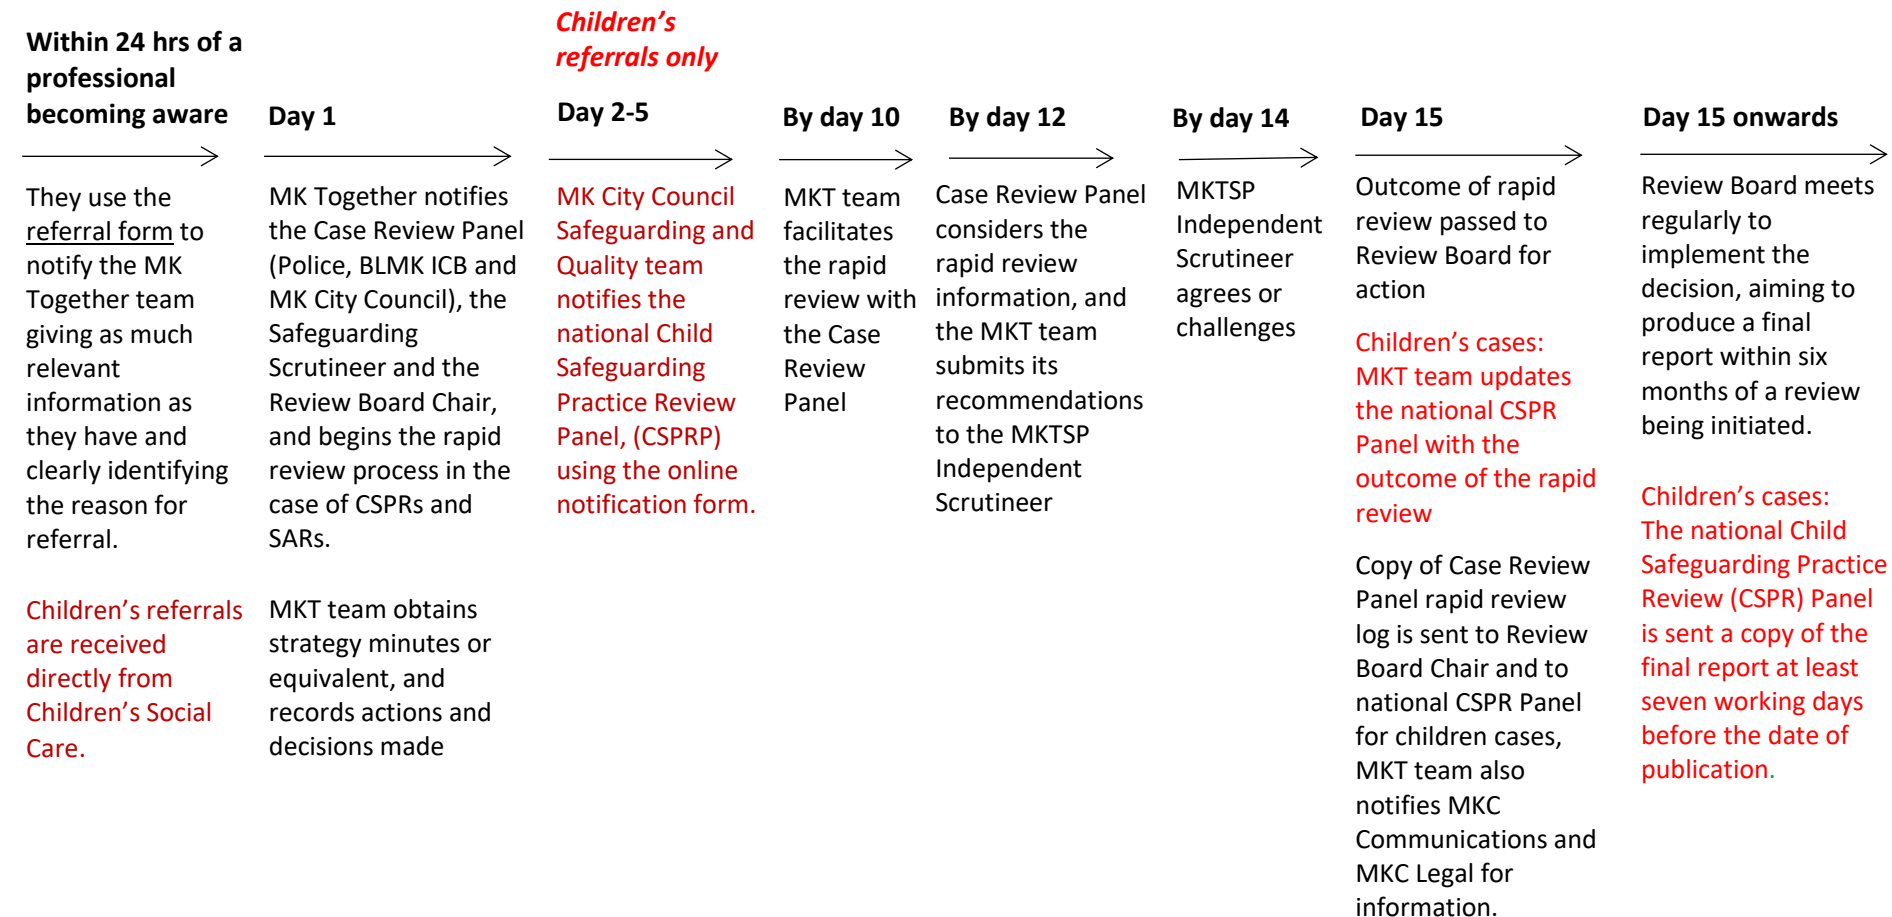 Within 24 hrs of a
professional
becoming aware
They use the
referral form to
notify the MK
Together team
giving as much
relevant
information as
they have and
clearly identifying
the reason for
referral.
Children’s referrals
are received
directly from
Children’s Social
Care.
Day 1
MK Together notifies
the Case Review Panel
(Police, BLMK ICB and
MK City Council), the
Safeguarding
Scrutineer and the
Review Board Chair,
and begins the rapid
review process in the
case of CSPRs and
SARs.
MKT team obtains
strategy minutes or
equivalent, and
records actions and
decisions made
Children’s
referrals only
Day 2-5
MK City Council
Safeguarding and
Quality team
notifies the
national Child
Safeguarding
Practice Review
Panel, (CSPRP)
using the online
notification form.
By day 10
MKT team
facilitates
the rapid
review with
the Case
Review
Panel
By day 12
Case Review Panel
considers the
rapid review
information, and
the MKT team
submits its
recommendations
to the MKTSP
Independent
Scrutineer
By day 14
MKTSP
Independent
Scrutineer
agrees or
challenges
Day 15
Outcome of rapid
review passed to
Review Board for
action
Children’s cases:
MKT team updates
the national CSPR
Panel with the
outcome of the rapid
review
Copy of Case Review
Panel rapid review
log is sent to Review
Board Chair and to
national CSPR Panel
for children cases,
MKT team also
notifies MKC
Communications and
MKC Legal for
information.
Day 15 onwards
Review Board meets
regularly to
implement the
decision, aiming to
produce a final
report within six
months of a review
being initiated.
Children’s cases:
The national Child
Safeguarding Practice
Review (CSPR) Panel
is sent a copy of the
final report at least
seven working days
before the date of
publication.